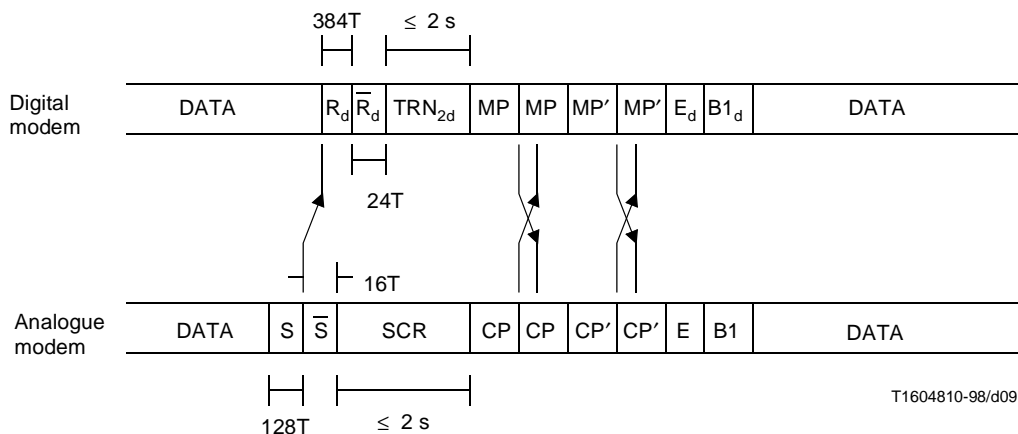 384T ≤ 2 s
Digital modem
DATA R_d R̅_d TRN_2d MP MP MP′ MP′ E_d B1_d DATA
24T
16T
Analogue modem
DATA S S̅ SCR CP CP CP′ CP′ E B1 DATA
T1604810-98/d09
128T ≤ 2 s